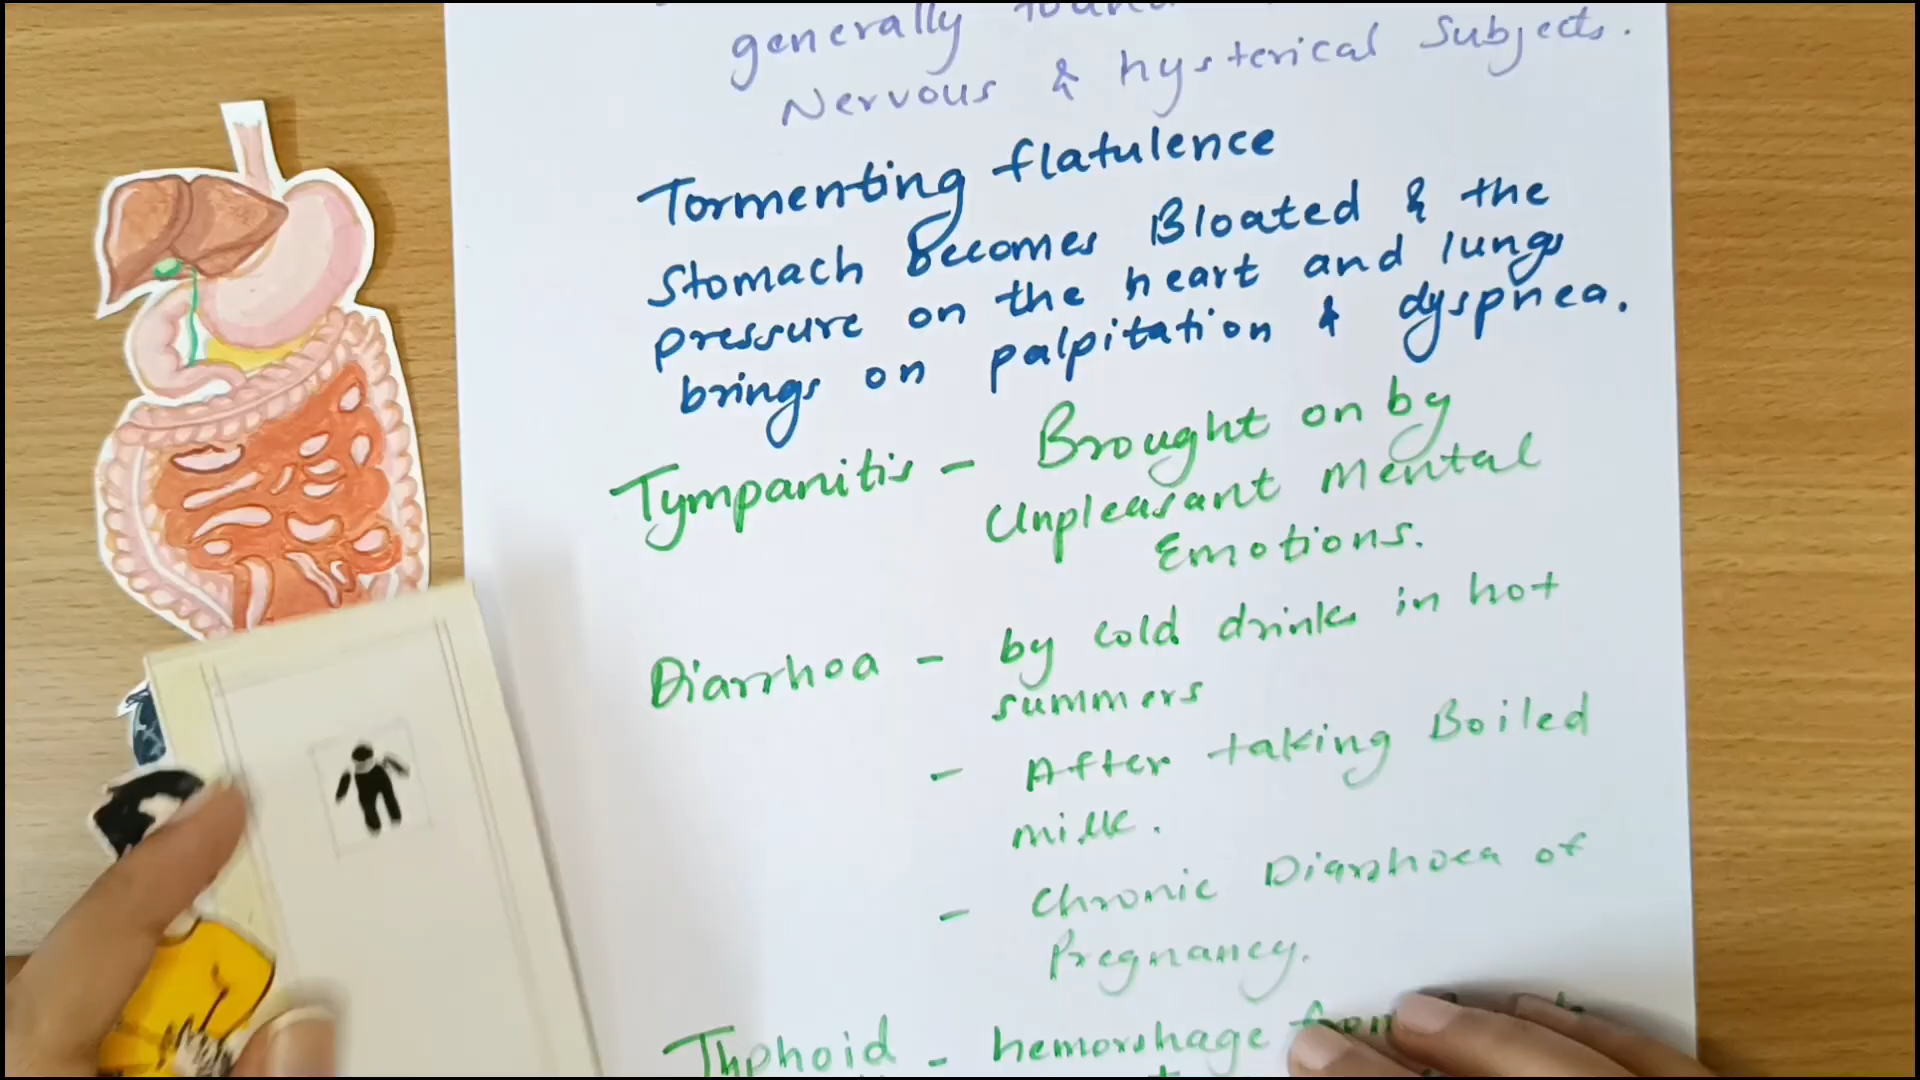 generally found
Nervous & hysterical Subjects.
Tormenting flatulence
Stomach Becomes Bloated & the
pressure on the heart and lungs
brings on palpitation & dyspnea.
Tympanitis - Brought on by
Unpleasant Mental
Emotions.
Diarrhoa - by cold drinks in hot
summers
- After taking Boiled
milk.
- Chronic Diarrhoea of
Pregnancy.
Thphoid - hemorrhage from